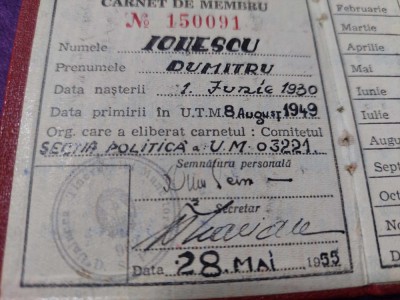 CARNET DE MEMBRU
№ 150091
Numele IONESCU
Prenumele DUMITRU
Data nașterii 1. Iunie 1930
Data primirii în U.T.M. 8 August 1949
Org. care a eliberat carnetul : Comitetul
SECȚIA POLITICĂ a U.M. 03221.
Semnătura personală
Secretar
Data 28. MAI 1955
Februarie
Martie
Aprilie
Mai
Iunie
Iulie